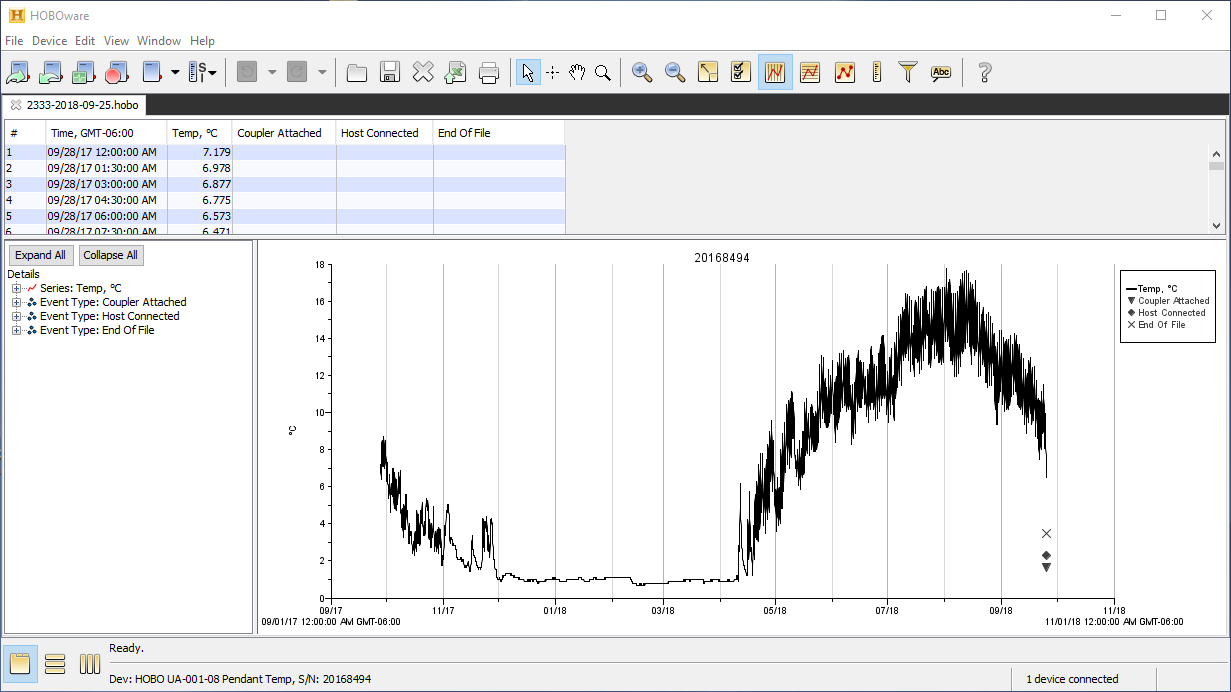 HOBOware
File Device Edit View Window Help
Abc
2333-2018-09-25.hobo
# Time, GMT-06:00 Temp, °C Coupler Attached Host Connected End Of File
1 09/28/17 12:00:00 AM 7.179
2 09/28/17 01:30:00 AM 6.978
3 09/28/17 03:00:00 AM 6.877
4 09/28/17 04:30:00 AM 6.775
5 09/28/17 06:00:00 AM 6.573
6 09/28/17 07:30:00 AM 6.471
Expand All Collapse All
Details
Series: Temp, °C
Event Type: Coupler Attached
Event Type: Host Connected
Event Type: End Of File
20168494
18
16
14
12
10
8
6
4
2
0
°C
Temp, °C
Coupler Attached
Host Connected
End Of File
09/17 11/17 01/18 03/18 05/18 07/18 09/18 11/18
09/01/17 12:00:00 AM GMT-06:00 11/01/18 12:00:00 AM GMT-06:00
Ready.
Dev: HOBO UA-001-08 Pendant Temp, S/N: 20168494 1 device connected